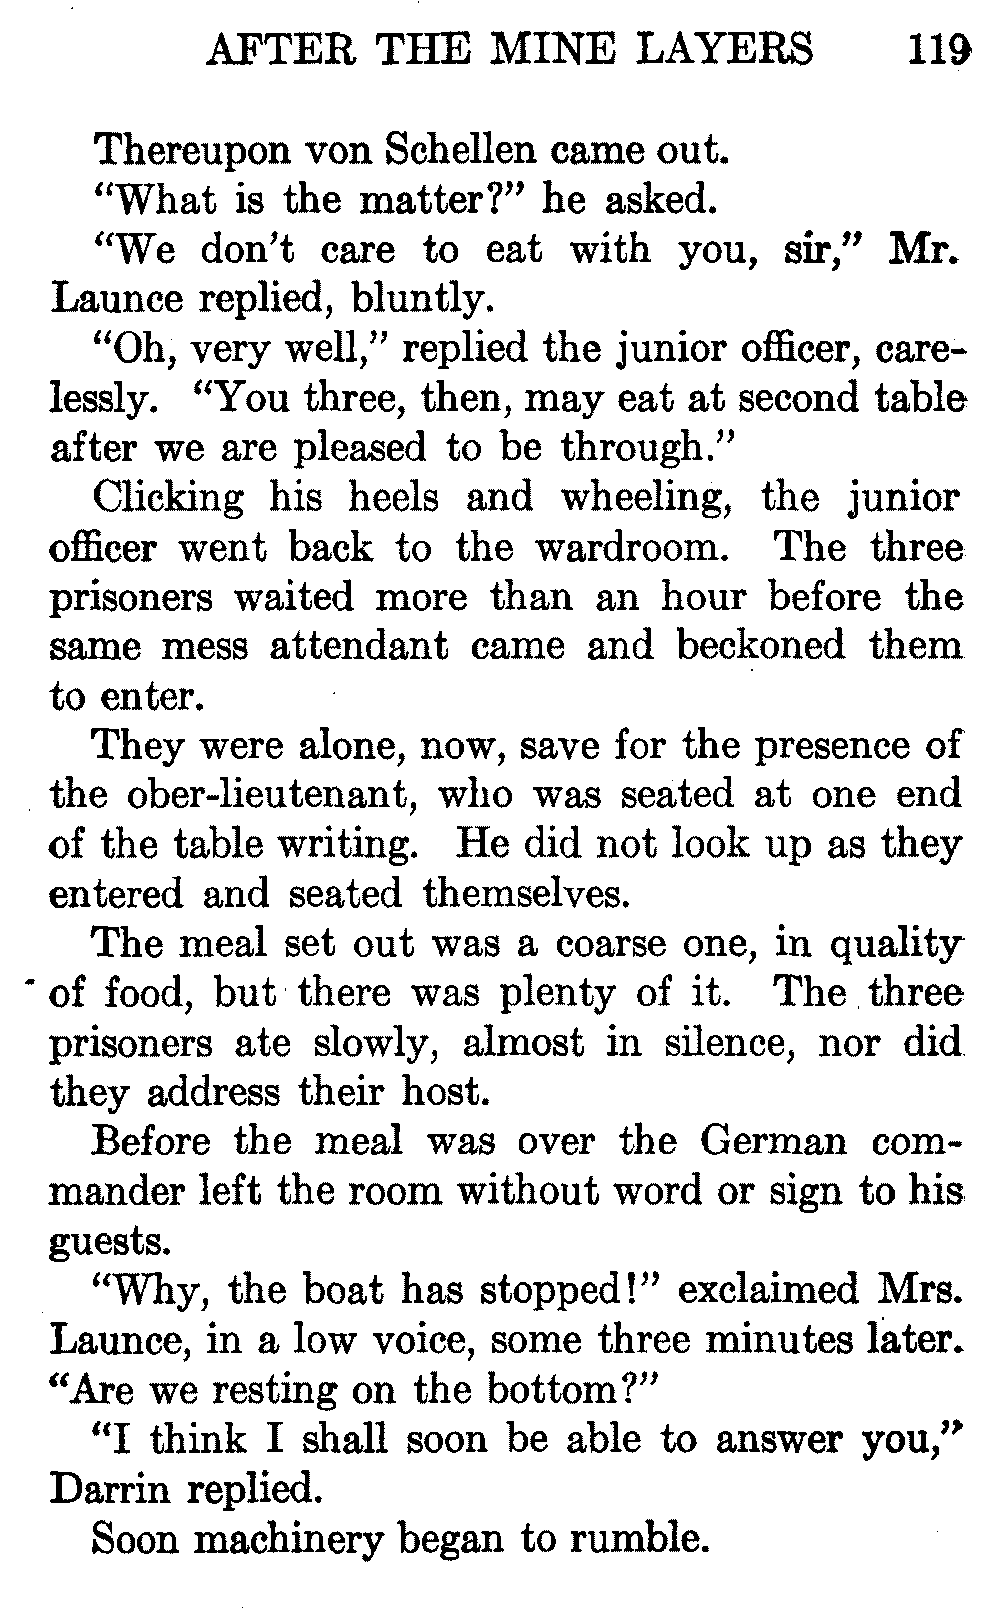 AFTER THE MINE LAYERS 119
Thereupon von Schellen came out.
“What is the matter?” he asked.
“We don’t care to eat with you, sir,” Mr.
Launce replied, bluntly.
“Oh, very well,” replied the junior officer, care-
lessly. “You three, then, may eat at second table
after we are pleased to be through.”
Clicking his heels and wheeling, the junior
officer went back to the wardroom. The three
prisoners waited more than an hour before the
same mess attendant came and beckoned them
to enter.
They were alone, now, save for the presence of
the ober-lieutenant, who was seated at one end
of the table writing. He did not look up as they
entered and seated themselves.
The meal set out was a coarse one, in quality
of food, but there was plenty of it. The three
prisoners ate slowly, almost in silence, nor did
they address their host.
Before the meal was over the German com-
mander left the room without word or sign to his
guests.
“Why, the boat has stopped!” exclaimed Mrs.
Launce, in a low voice, some three minutes later.
“Are we resting on the bottom?”
“I think I shall soon be able to answer you,”
Darrin replied.
Soon machinery began to rumble.